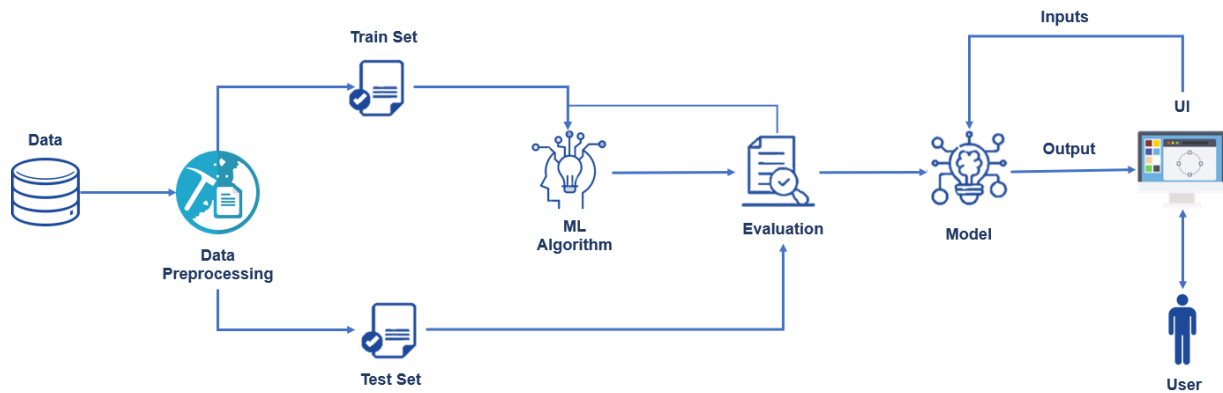 Inputs
Train Set
UI
Data
Output
ML
Algorithm
Evaluation
Model
Data
Preprocessing
Test Set
User